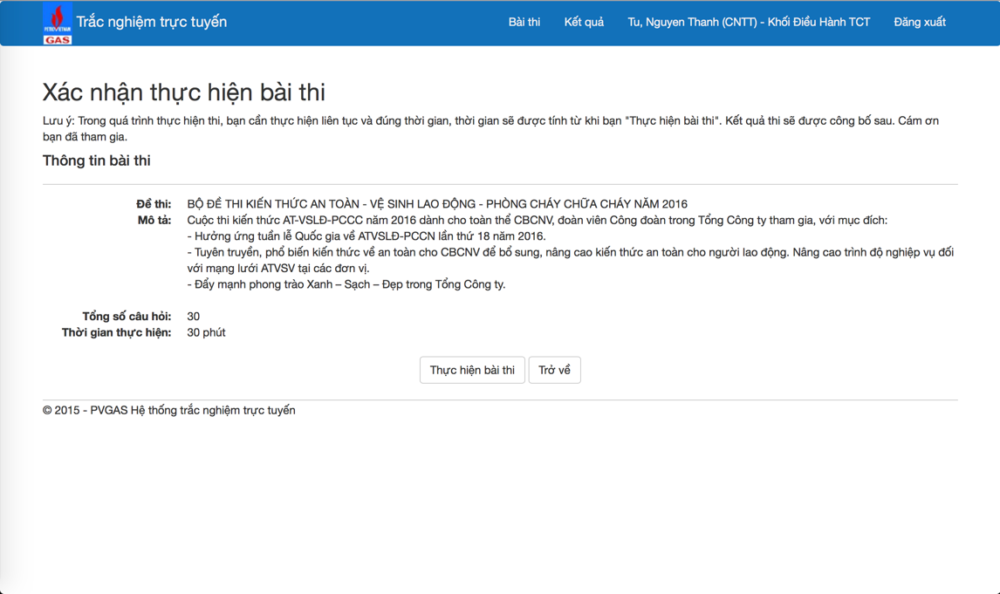 PETROVIETNAM
GAS
Trắc nghiệm trực tuyến
Bài thi
Kết quả
Tu, Nguyen Thanh (CNTT) - Khối Điều Hành TCT
Đăng xuất
Xác nhận thực hiện bài thi
Lưu ý: Trong quá trình thực hiện thi, bạn cần thực hiện liên tục và đúng thời gian, thời gian sẽ được tính từ khi bạn "Thực hiện bài thi". Kết quả thi sẽ được công bố sau. Cám ơn
bạn đã tham gia.
Thông tin bài thi
Đề thi: BỘ ĐỀ THI KIẾN THỨC AN TOÀN - VỆ SINH LAO ĐỘNG - PHÒNG CHÁY CHỮA CHÁY NĂM 2016
Mô tả: Cuộc thi kiến thức AT-VSLĐ-PCCC năm 2016 dành cho toàn thể CBCNV, đoàn viên Công đoàn trong Tổng Công ty tham gia, với mục đích:
- Hưởng ứng tuần lễ Quốc gia về ATVSLĐ-PCCN lần thứ 18 năm 2016.
- Tuyên truyền, phổ biến kiến thức về an toàn cho CBCNV để bổ sung, nâng cao kiến thức an toàn cho người lao động. Nâng cao trình độ nghiệp vụ đối
với mạng lưới ATVSV tại các đơn vị.
- Đẩy mạnh phong trào Xanh – Sạch – Đẹp trong Tổng Công ty.
Tổng số câu hỏi: 30
Thời gian thực hiện: 30 phút
Thực hiện bài thi
Trở về
© 2015 - PVGAS Hệ thống trắc nghiệm trực tuyến